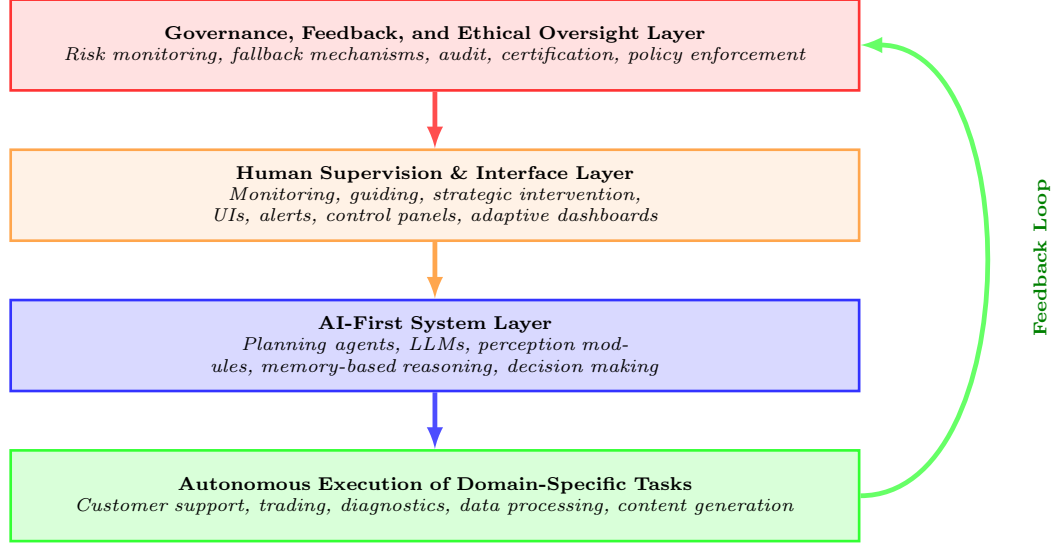 Governance, Feedback, and Ethical Oversight Layer
Risk monitoring, fallback mechanisms, audit, certification, policy enforcement
Human Supervision & Interface Layer
Monitoring, guiding, strategic intervention,
UIs, alerts, control panels, adaptive dashboards
AI-First System Layer
Planning agents, LLMs, perception mod-
ules, memory-based reasoning, decision making
Autonomous Execution of Domain-Specific Tasks
Customer support, trading, diagnostics, data processing, content generation
Feedback Loop